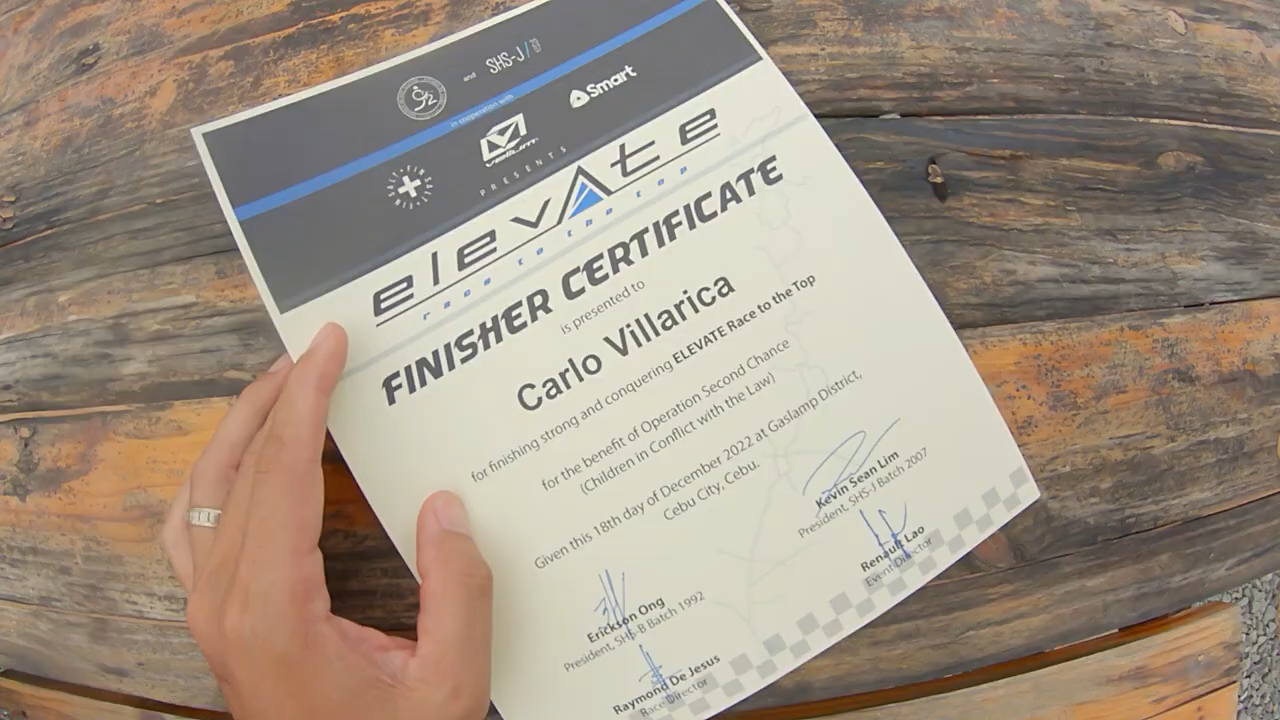 and SHS-J/
in cooperation with
Smart
vellum
PRESENTS
elevAte
race to the top
FINISHER CERTIFICATE
is presented to
Carlo Villarica
for finishing strong and conquering ELEVATE Race to the Top
for the benefit of Operation Second Chance
(Children in Conflict with the Law)
Given this 18th day of December 2022 at Gaslamp District,
Cebu City, Cebu.
Kevin Sean Lim
President, SHS-J Batch 2007
Renault Lao
Event Director
Erickson Ong
President, SHS-B Batch 1992
Raymond De Jesus
Race Director